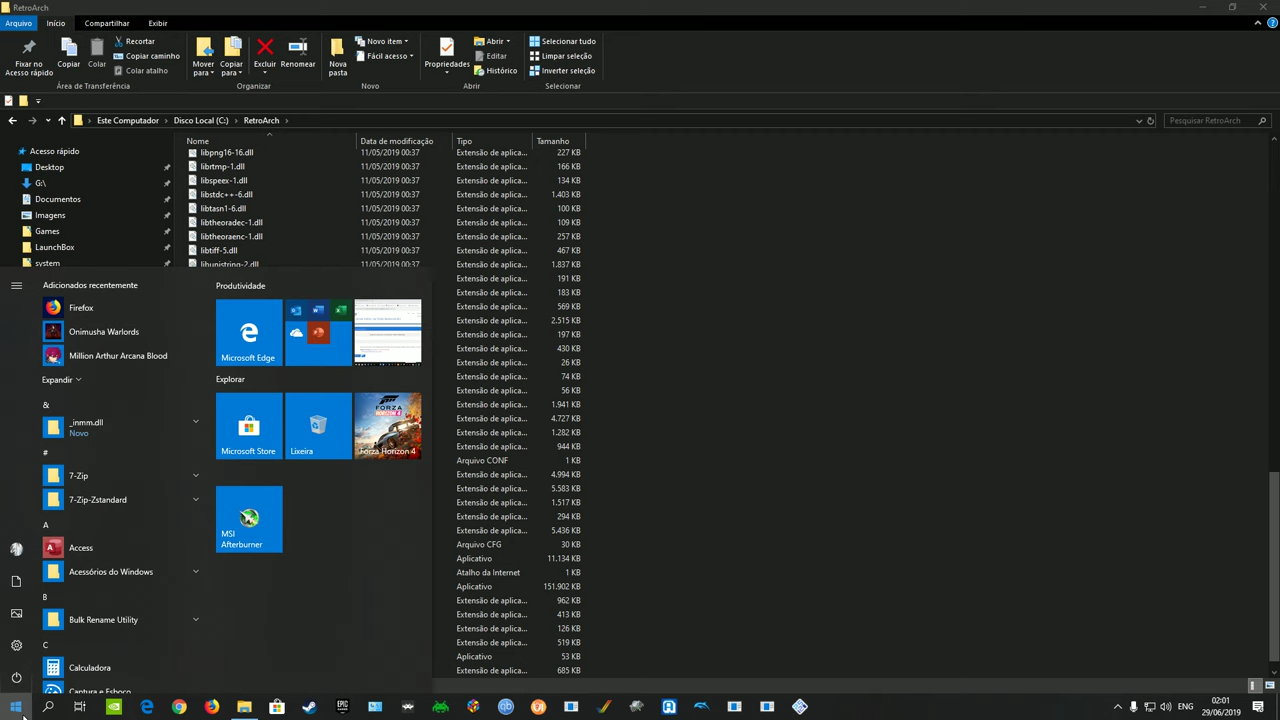 RetroArch
Arquivo Início Compartilhar Exibir
Fixar no Acesso rápido
Copiar
Colar
Recortar
Copiar caminho
Colar atalho
Mover para
Copiar para
Excluir
Renomear
Nova pasta
Novo item
Fácil acesso
Propriedades
Abrir
Editar
Histórico
Selecionar tudo
Limpar seleção
Inverter seleção
Área de Transferência
Organizar
Novo
Abrir
Selecionar
Este Computador
Disco Local (C:)
RetroArch
Pesquisar RetroArch
Nome
Data de modificação
Tipo
Tamanho
Acesso rápido
Desktop
G:\
Documentos
Imagens
Games
LaunchBox
system
libpng16-16.dll 11/05/2019 00:37 Extensão de aplica... 227 KB
librtmp-1.dll 11/05/2019 00:37 Extensão de aplica... 166 KB
libspeex-1.dll 11/05/2019 00:37 Extensão de aplica... 134 KB
libstdc++-6.dll 11/05/2019 00:37 Extensão de aplica... 1.403 KB
libtasn1-6.dll 11/05/2019 00:37 Extensão de aplica... 100 KB
libtheoradec-1.dll 11/05/2019 00:37 Extensão de aplica... 109 KB
libtheoraenc-1.dll 11/05/2019 00:37 Extensão de aplica... 257 KB
libtiff-5.dll 11/05/2019 00:37 Extensão de aplica... 467 KB
libunistring-2.dll 11/05/2019 00:37 Extensão de aplica... 1.837 KB
Extensão de aplica... 191 KB
Extensão de aplica... 183 KB
Extensão de aplica... 569 KB
Extensão de aplica... 2.515 KB
Extensão de aplica... 197 KB
Extensão de aplica... 430 KB
Extensão de aplica... 26 KB
Extensão de aplica... 74 KB
Extensão de aplica... 56 KB
Extensão de aplica... 1.941 KB
Extensão de aplica... 4.727 KB
Extensão de aplica... 1.282 KB
Extensão de aplica... 944 KB
Arquivo CONF 1 KB
Extensão de aplica... 4.994 KB
Extensão de aplica... 5.583 KB
Extensão de aplica... 1.517 KB
Extensão de aplica... 294 KB
Extensão de aplica... 5.436 KB
Arquivo CFG 30 KB
Aplicativo 11.134 KB
Atalho da Internet 1 KB
Aplicativo 151.902 KB
Extensão de aplica... 962 KB
Extensão de aplica... 413 KB
Extensão de aplica... 126 KB
Extensão de aplica... 519 KB
Aplicativo 53 KB
Extensão de aplica... 685 KB
Adicionados recentemente
Firefox
Onimusha Warlords
Million Arthur Arcana Blood
Expandir
&
_inmm.dll
Novo
#
7-Zip
7-Zip-Zstandard
A
Access
Acessórios do Windows
B
Bulk Rename Utility
C
Calculadora
Captura e Esboço
Produtividade
Microsoft Edge
Explorar
Microsoft Store
Lixeira
FORZA
HORIZON 4
Forza Horizon 4
MSI
Afterburner
EPIC
GAMES
ENG
02:01
29/06/2019